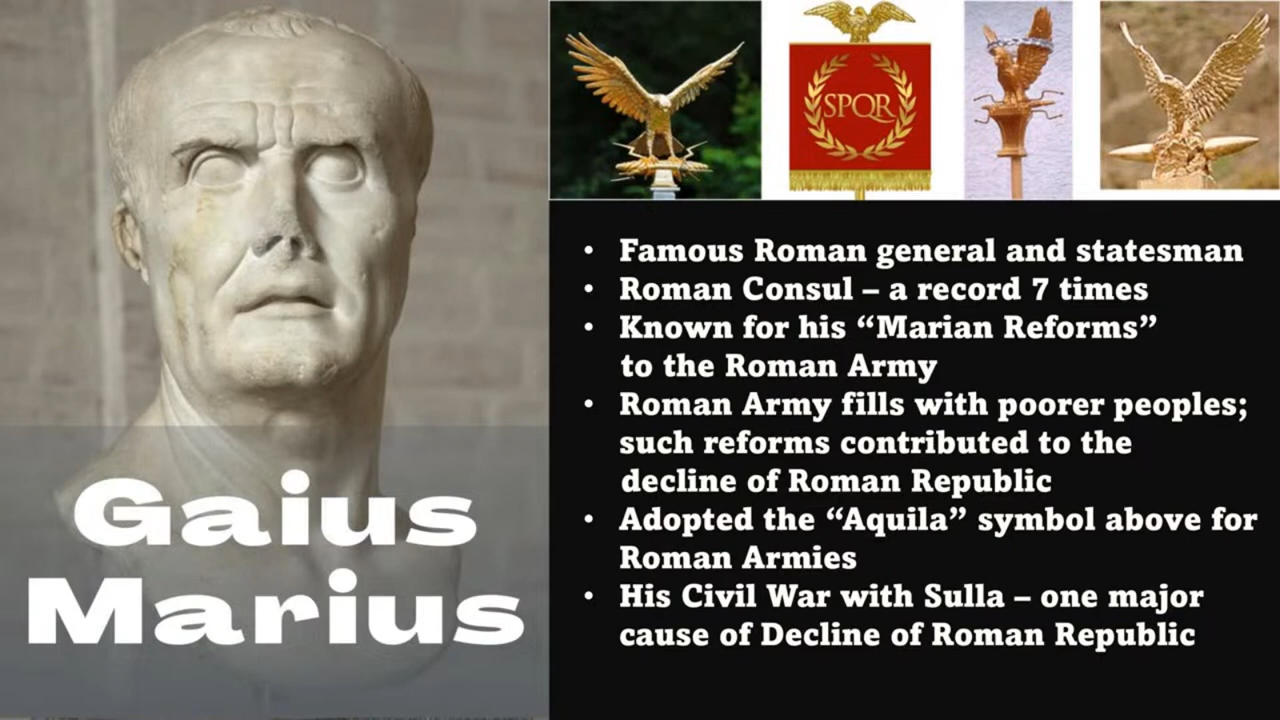 SPQR
• Famous Roman general and statesman
• Roman Consul – a record 7 times
• Known for his “Marian Reforms”
to the Roman Army
• Roman Army fills with poorer peoples;
such reforms contributed to the
decline of Roman Republic
• Adopted the “Aquila” symbol above for
Roman Armies
• His Civil War with Sulla – one major
cause of Decline of Roman Republic
Gaius
Marius